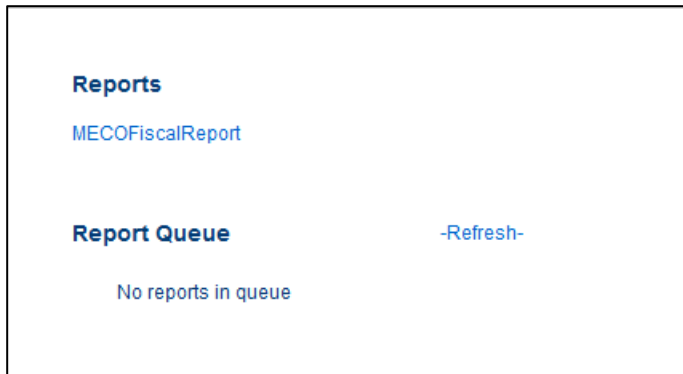 Reports
MECOFiscalReport
Report Queue -Refresh-
No reports in queue